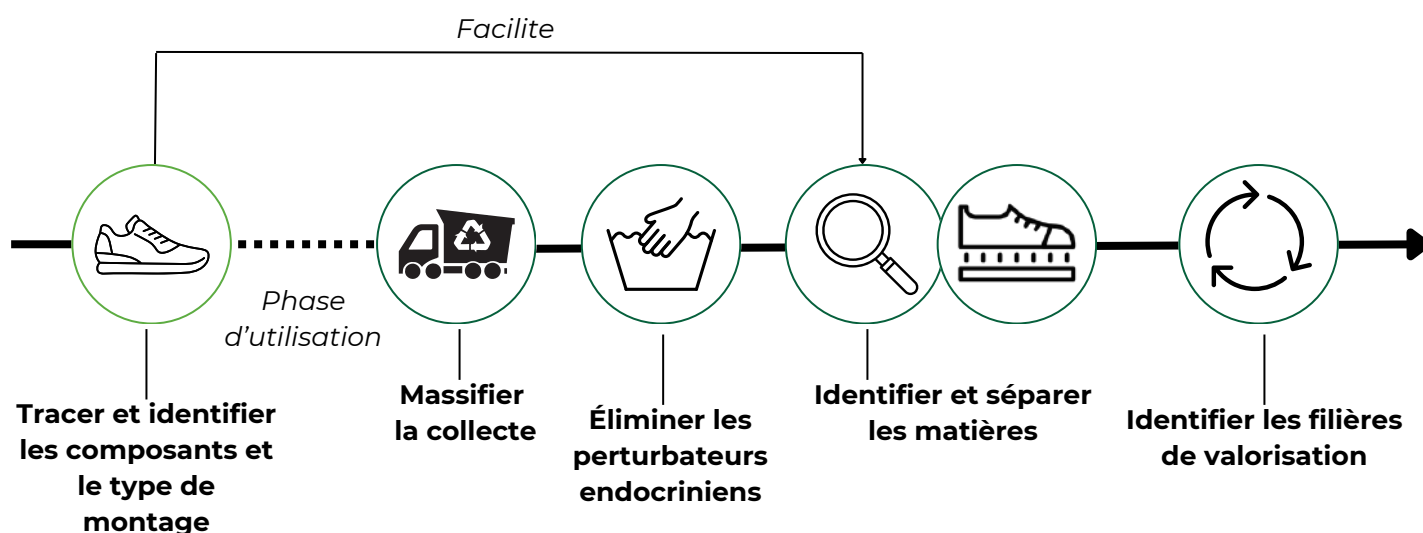 Facilite
Phase
d’utilisation
Tracer et identifier
les composants et
le type de
montage
Massifier
la collecte
Éliminer les
perturbateurs
endocriniens
Identifier et séparer
les matières
Identifier les filières
de valorisation